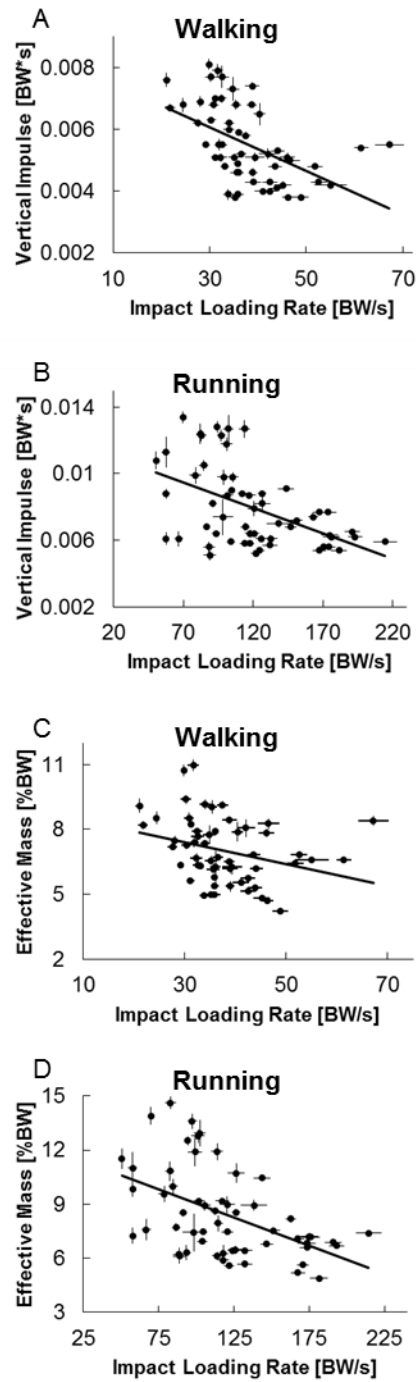 A
Walking
Vertical Impulse [BW*s]
0.008
0.006
0.004
0.002
10
30
50
70
Impact Loading Rate [BW/s]
B
Running
Vertical Impulse [BW*s]
0.014
0.01
0.006
0.002
20
70
120
170
220
Impact Loading Rate [BW/s]
C
Walking
Effective Mass [%BW]
11
8
5
2
10
30
50
70
Impact Loading Rate [BW/s]
D
Running
Effective Mass [%BW]
15
12
9
6
3
25
75
125
175
225
Impact Loading Rate [BW/s]